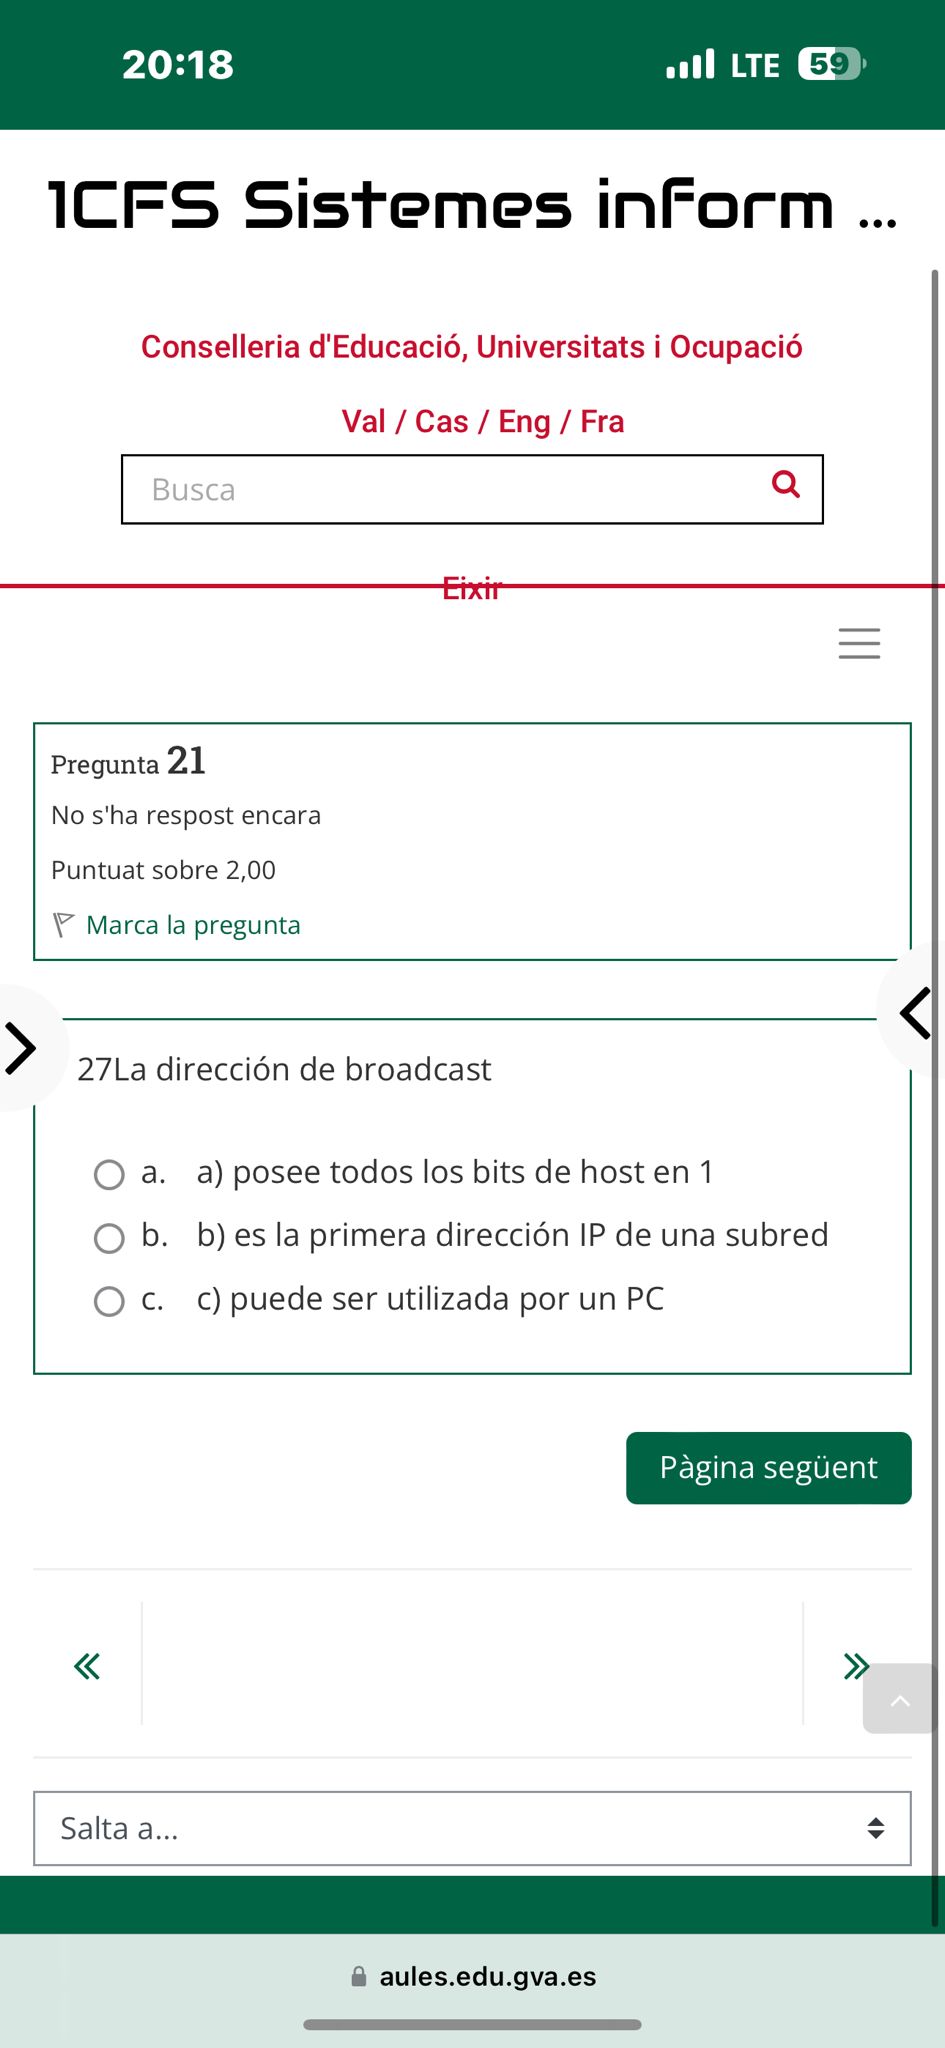 20:18
LTE 59
1CFS Sistemes inform ...
Conselleria d'Educació, Universitats i Ocupació
Val / Cas / Eng / Fra
Busca
Eixir
Pregunta 21
No s'ha respost encara
Puntuat sobre 2,00
Marca la pregunta
27La dirección de broadcast
a. a) posee todos los bits de host en 1
b. b) es la primera dirección IP de una subred
c. c) puede ser utilizada por un PC
Pàgina següent
Salta a...
aules.edu.gva.es